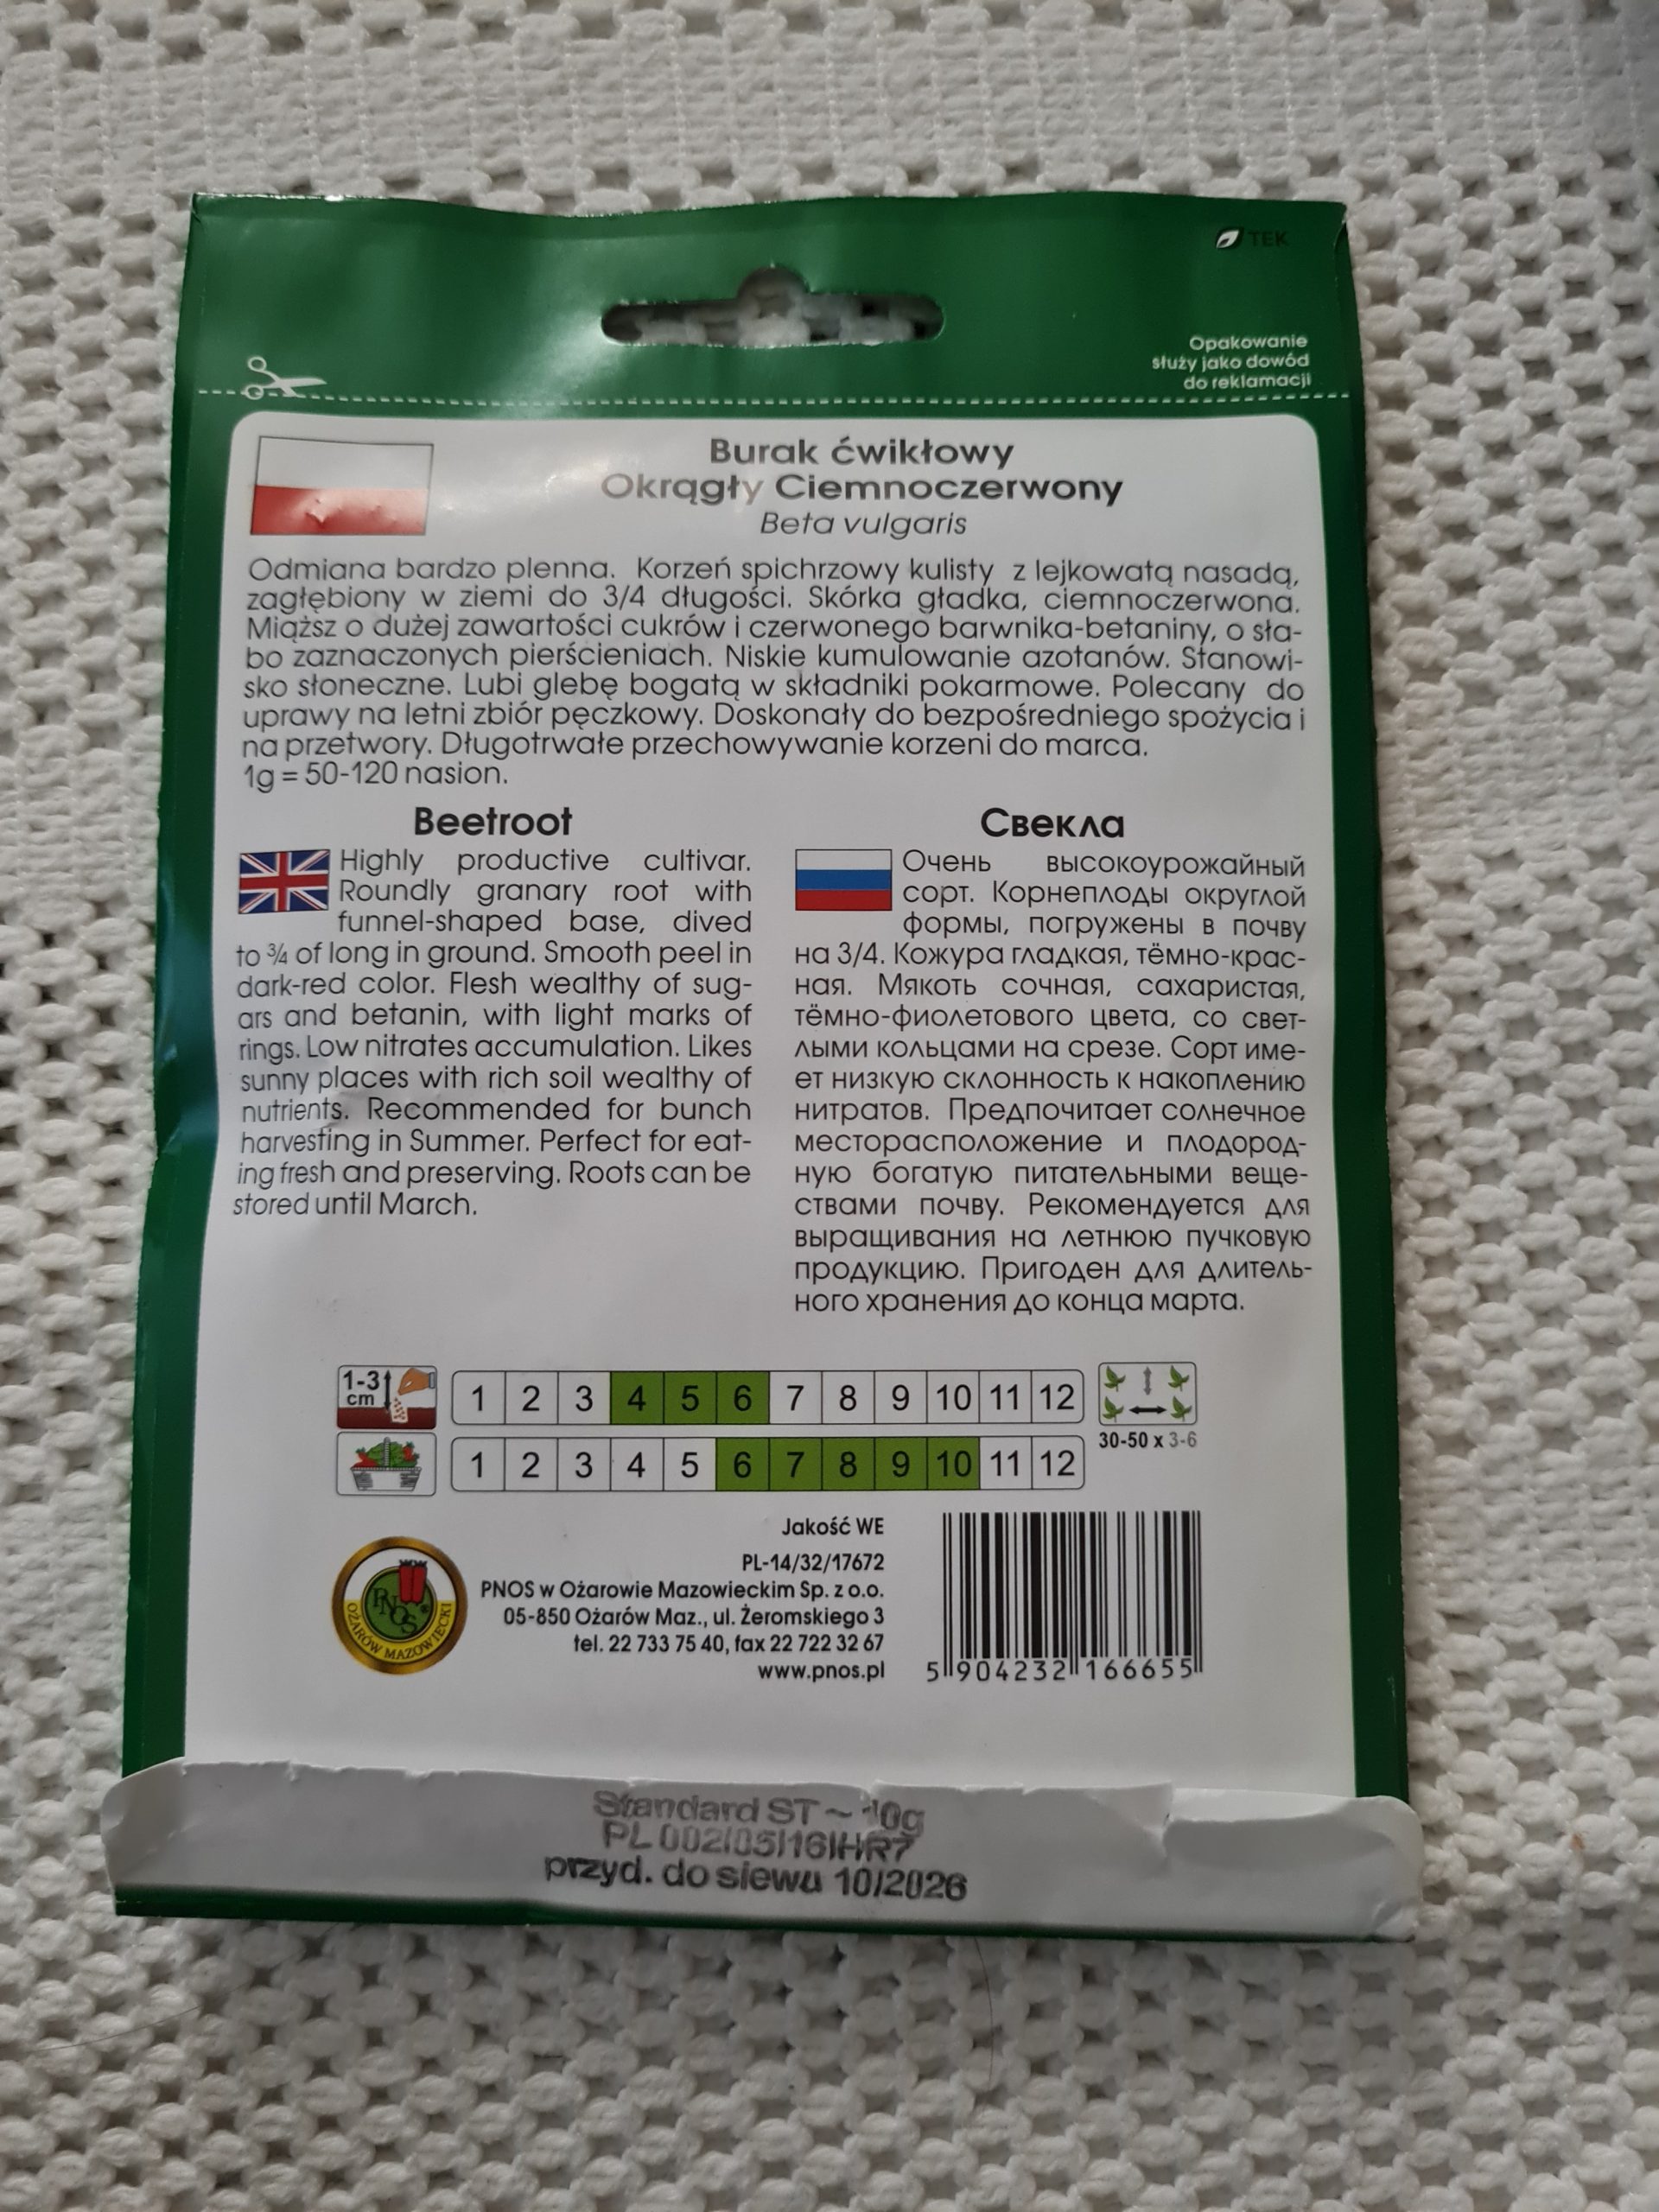 TEK
Opakowanie
służy jako dowód
do reklamacji
Burak ćwikłowy
Okrągły Ciemnoczerwony
Beta vulgaris
Odmiana bardzo plenna. Korzeń spichrzowy kulisty z lejkowatą nasadą,
zagłębiony w ziemi do 3/4 długości. Skórka gładka, ciemnoczerwona.
Miąższ o dużej zawartości cukrów i czerwonego barwnika-betaniny, o sła-
bo zaznaczonych pierścieniach. Niskie kumulowanie azotanów. Stanowi-
sko słoneczne. Lubi glebę bogatą w składniki pokarmowe. Polecany do
uprawy na letni zbiór pęczkowy. Doskonały do bezpośredniego spożycia i
na przetwory. Długotrwałe przechowywanie korzeni do marca.
1g = 50-120 nasion.
Beetroot
Highly productive cultivar.
Roundly granary root with
funnel-shaped base, dived
to ¾ of long in ground. Smooth peel in
dark-red color. Flesh wealthy of sug-
ars and betanin, with light marks of
rings. Low nitrates accumulation. Likes
sunny places with rich soil wealthy of
nutrients. Recommended for bunch
harvesting in Summer. Perfect for eat-
ing fresh and preserving. Roots can be
stored until March.
Свекла
Очень высокоурожайный
сорт. Корнеплоды округлой
формы, погружены в почву
на 3/4. Кожура гладкая, тёмно-крас-
ная. Мякоть сочная, сахаристая,
тёмно-фиолетового цвета, со свет-
лыми кольцами на срезе. Сорт име-
ет низкую склонность к накоплению
нитратов. Предпочитает солнечное
месторасположение и плодород-
ную богатую питательными веще-
ствами почву. Рекомендуется для
выращивания на летнюю пучковую
продукцию. Пригоден для длитель-
ного хранения до конца марта.
1-3
cm
1 2 3 4 5 6 7 8 9 10 11 12
30-50 x 3-6
1 2 3 4 5 6 7 8 9 10 11 12
Jakość WE
PL-14/32/17672
PNOS w Ożarowie Mazowieckim Sp. z o.o.
05-850 Ożarów Maz., ul. Żeromskiego 3
tel. 22 733 75 40, fax 22 722 32 67
www.pnos.pl
PNOS®
OŻARÓW MAZOWIECKI
5 904232 166655
Standard ST ~ 10g
PL 002/05/16/HR7
przyd. do siewu 10/2026